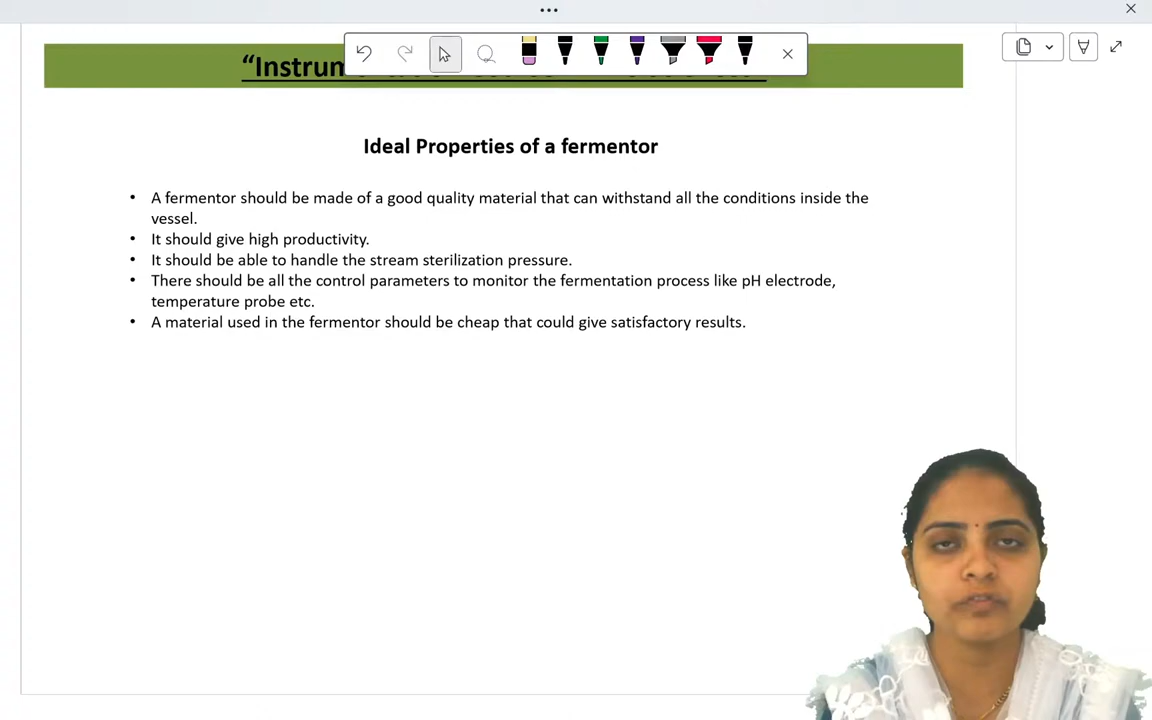 “Instrum
Ideal Properties of a fermentor
• A fermentor should be made of a good quality material that can withstand all the conditions inside the
vessel.
• It should give high productivity.
• It should be able to handle the stream sterilization pressure.
• There should be all the control parameters to monitor the fermentation process like pH electrode,
temperature probe etc.
• A material used in the fermentor should be cheap that could give satisfactory results.